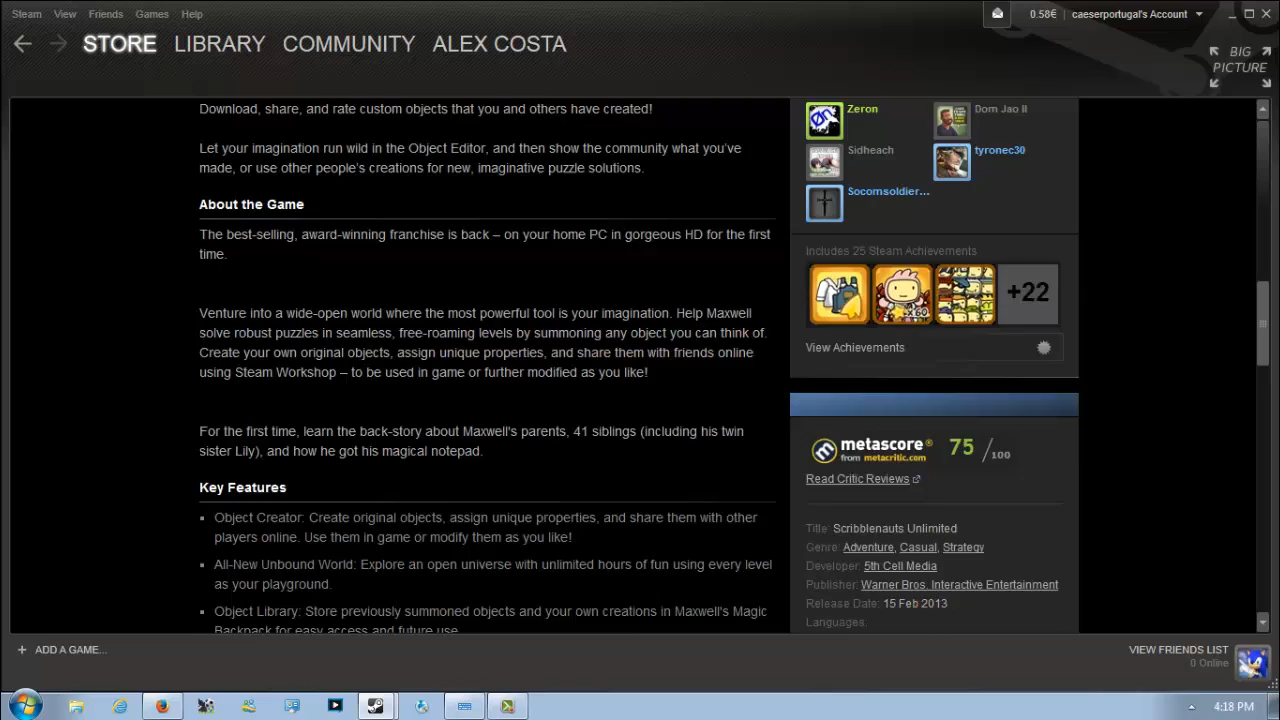 Steam View Friends Games Help
0.58€ caeserportugal's Account
STORE LIBRARY COMMUNITY ALEX COSTA
BIG
PICTURE
Download, share, and rate custom objects that you and others have created!
Let your imagination run wild in the Object Editor, and then show the community what you've
made, or use other people's creations for new, imaginative puzzle solutions.
About the Game
The best-selling, award-winning franchise is back – on your home PC in gorgeous HD for the first
time.
Venture into a wide-open world where the most powerful tool is your imagination. Help Maxwell
solve robust puzzles in seamless, free-roaming levels by summoning any object you can think of.
Create your own original objects, assign unique properties, and share them with friends online
using Steam Workshop – to be used in game or further modified as you like!
For the first time, learn the back-story about Maxwell's parents, 41 siblings (including his twin
sister Lily), and how he got his magical notepad.
Key Features
Object Creator: Create original objects, assign unique properties, and share them with other
players online. Use them in game or modify them as you like!
All-New Unbound World: Explore an open universe with unlimited hours of fun using every level
as your playground.
Object Library: Store previously summoned objects and your own creations in Maxwell's Magic
Backpack for easy access and future use.
Zeron Dom Jao II
Sidheach tyronec30
Socomsoldier...
Includes 25 Steam Achievements
x60
+22
View Achievements
metascore® 75 /100
from metacritic.com
Read Critic Reviews
Title: Scribblenauts Unlimited
Genre: Adventure, Casual, Strategy
Developer: 5th Cell Media
Publisher: Warner Bros. Interactive Entertainment
Release Date: 15 Feb 2013
Languages:
+ ADD A GAME...
VIEW FRIENDS LIST
0 Online
4:18 PM